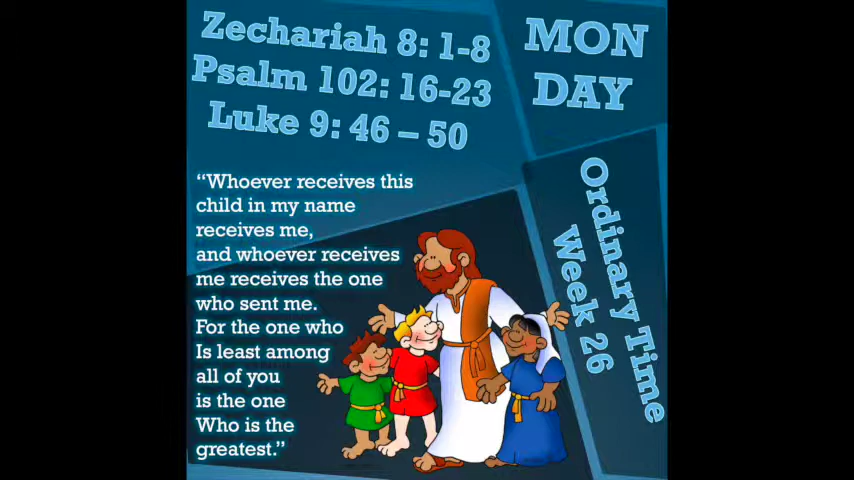 Zechariah 8: 1-8
Psalm 102: 16-23
Luke 9: 46 – 50
MON
DAY
Ordinary Time
Week 26
“Whoever receives this
child in my name
receives me,
and whoever receives
me receives the one
who sent me.
For the one who
Is least among
all of you
is the one
Who is the
greatest.”